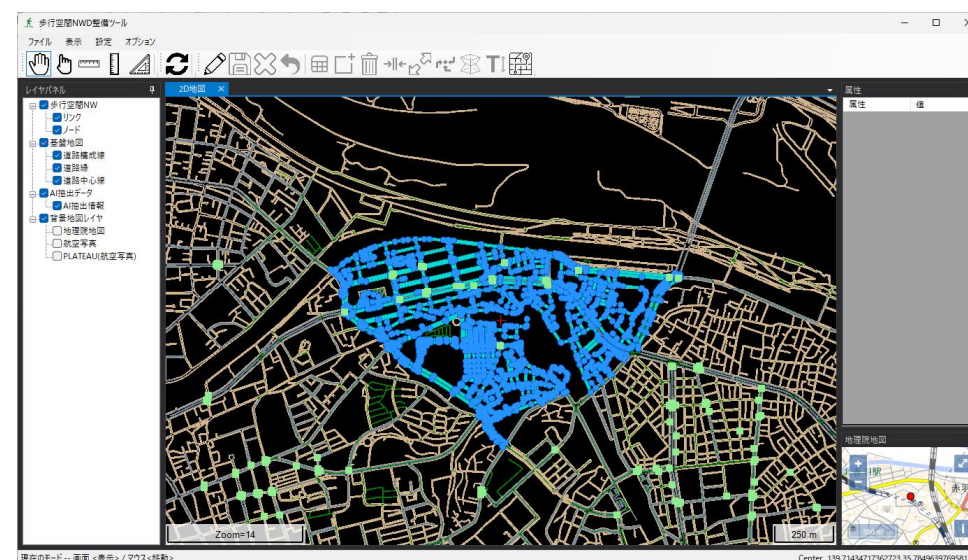 歩行空間NWD整備ツール
ファイル 表示 設定 オプション
レイヤパネル
2D地図
属性
歩行空間NW
リンク
ノード
基盤地図
道路構成線
道路縁
道路中心線
AI抽出データ
AI抽出情報
背景地図レイヤ
地理院地図
航空写真
PLATEAU(航空写真)
属性 値
地理院地図
Zoom=14
250 m
現在のモード -- 画面 <表示> / マウス<移動>